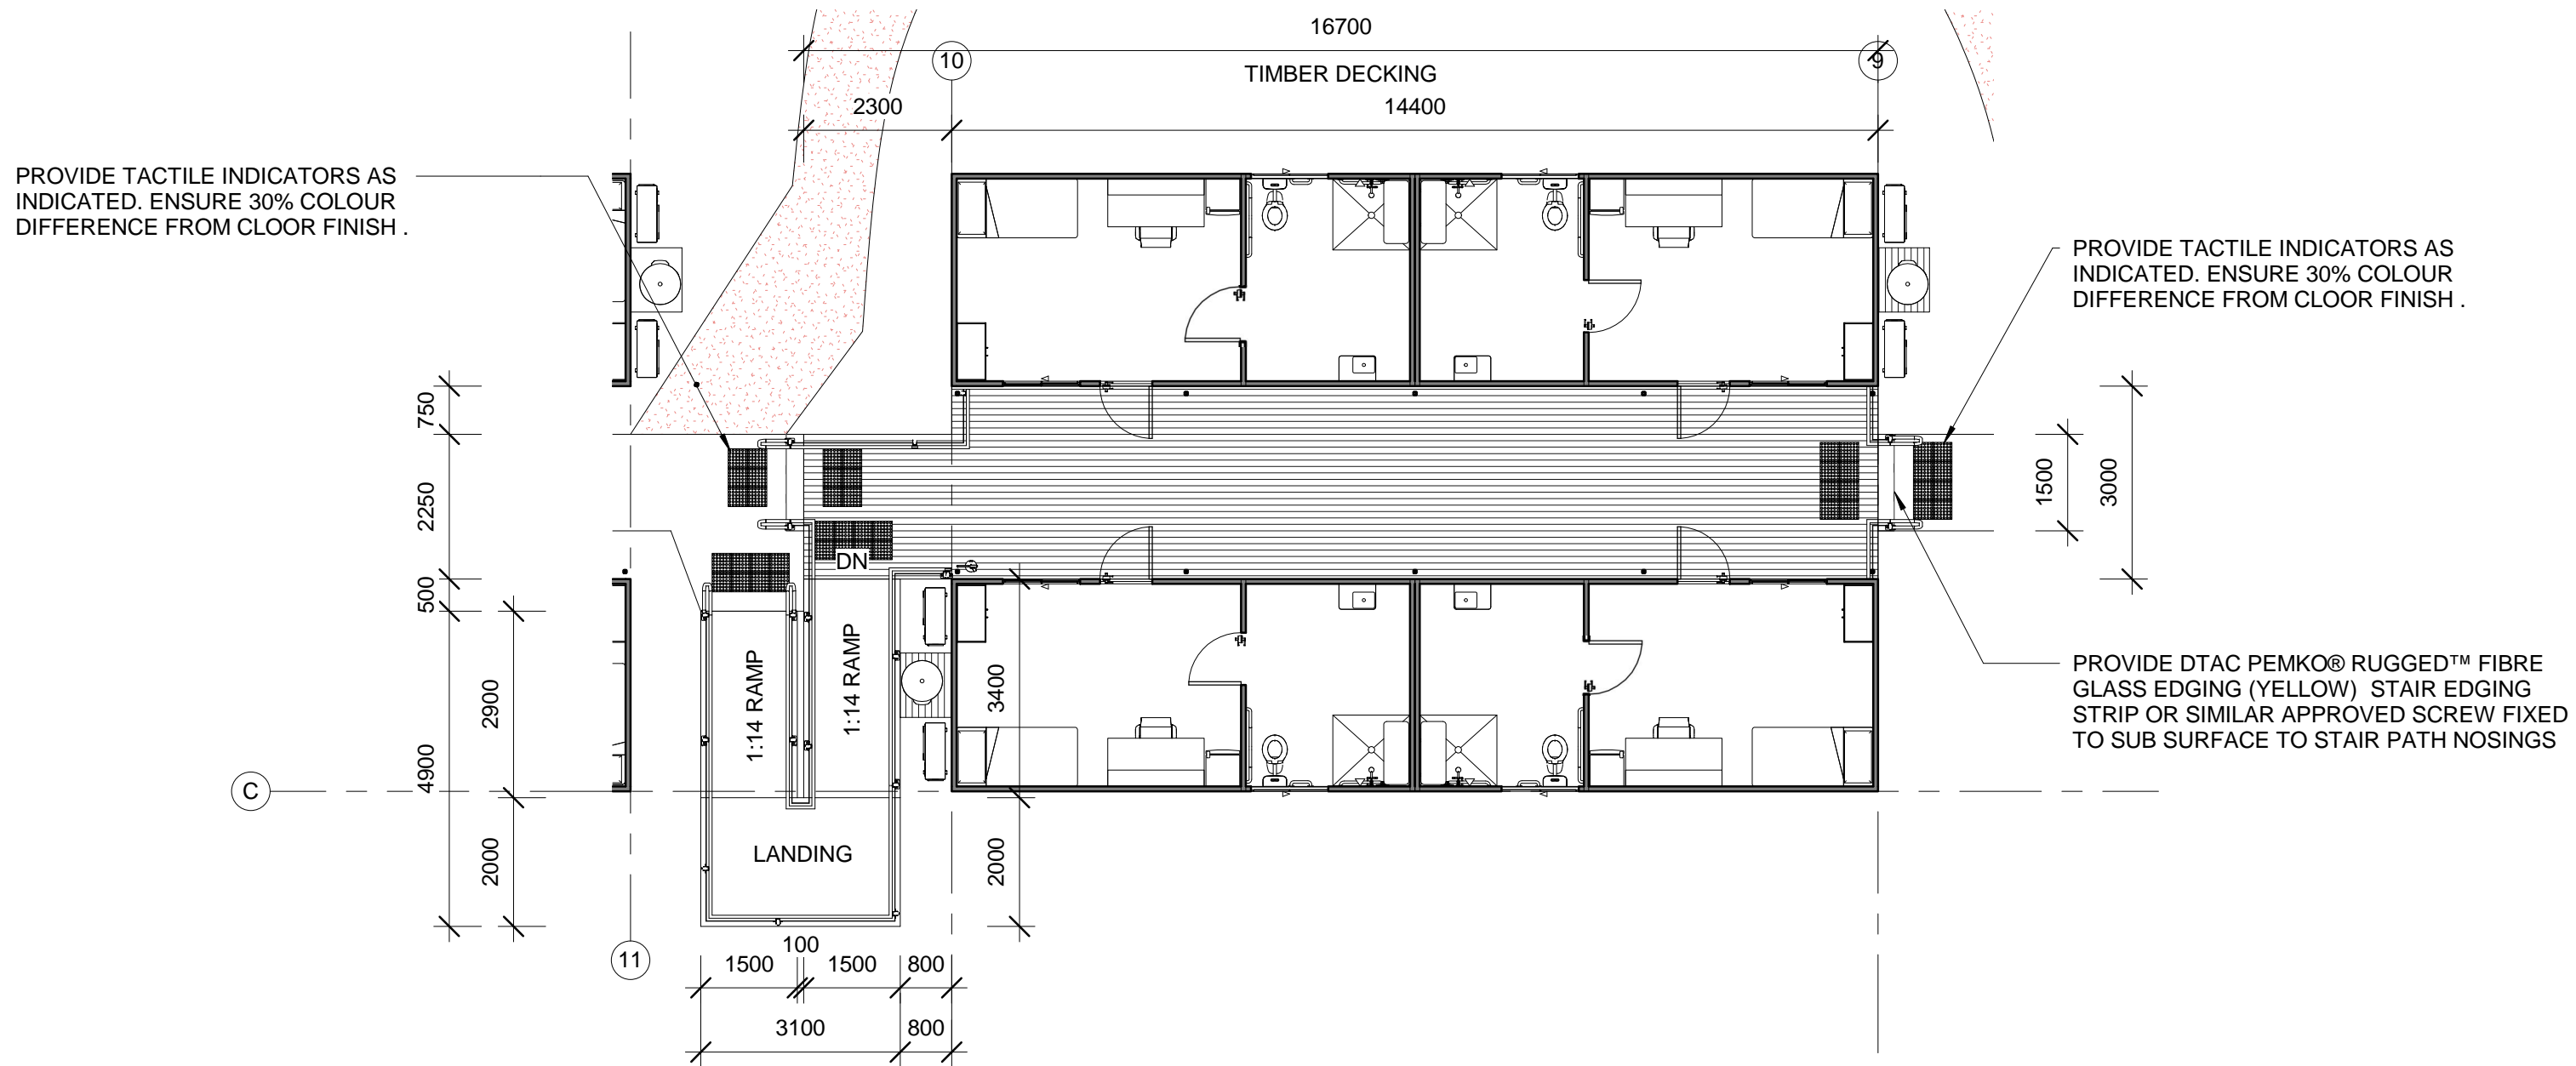 16700
10
9
TIMBER DECKING
2300
14400
PROVIDE TACTILE INDICATORS AS
INDICATED. ENSURE 30% COLOUR
DIFFERENCE FROM CLOOR FINISH .
PROVIDE TACTILE INDICATORS AS
INDICATED. ENSURE 30% COLOUR
DIFFERENCE FROM CLOOR FINISH .
750
2250
500
4900
2900
2000
1500
3000
DN
1:14 RAMP
1:14 RAMP
3400
2000
PROVIDE DTAC PEMKO® RUGGED™ FIBRE
GLASS EDGING (YELLOW) STAIR EDGING
STRIP OR SIMILAR APPROVED SCREW FIXED
TO SUB SURFACE TO STAIR PATH NOSINGS
C
LANDING
11
100
1500
1500
800
3100
800